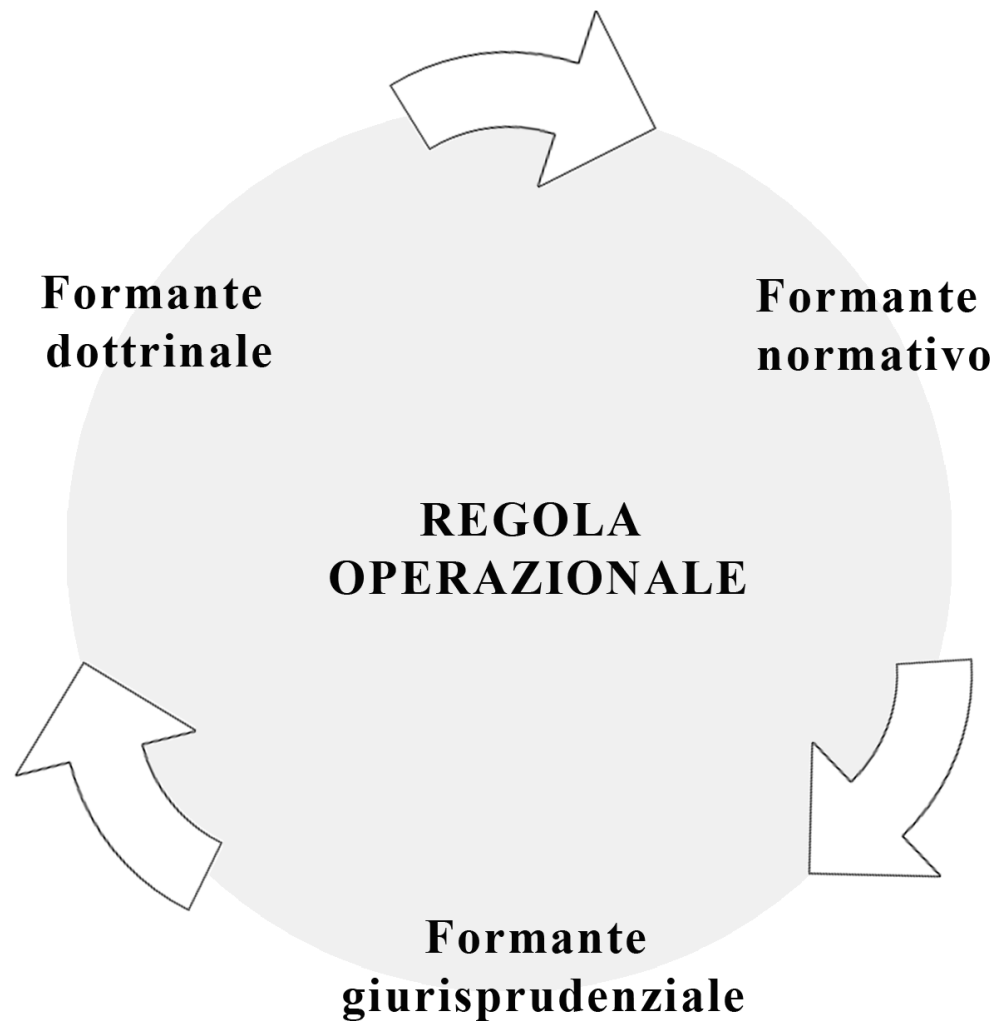 Formante
dottrinale
Formante
normativo
REGOLA
OPERAZIONALE
Formante
giurisprudenziale